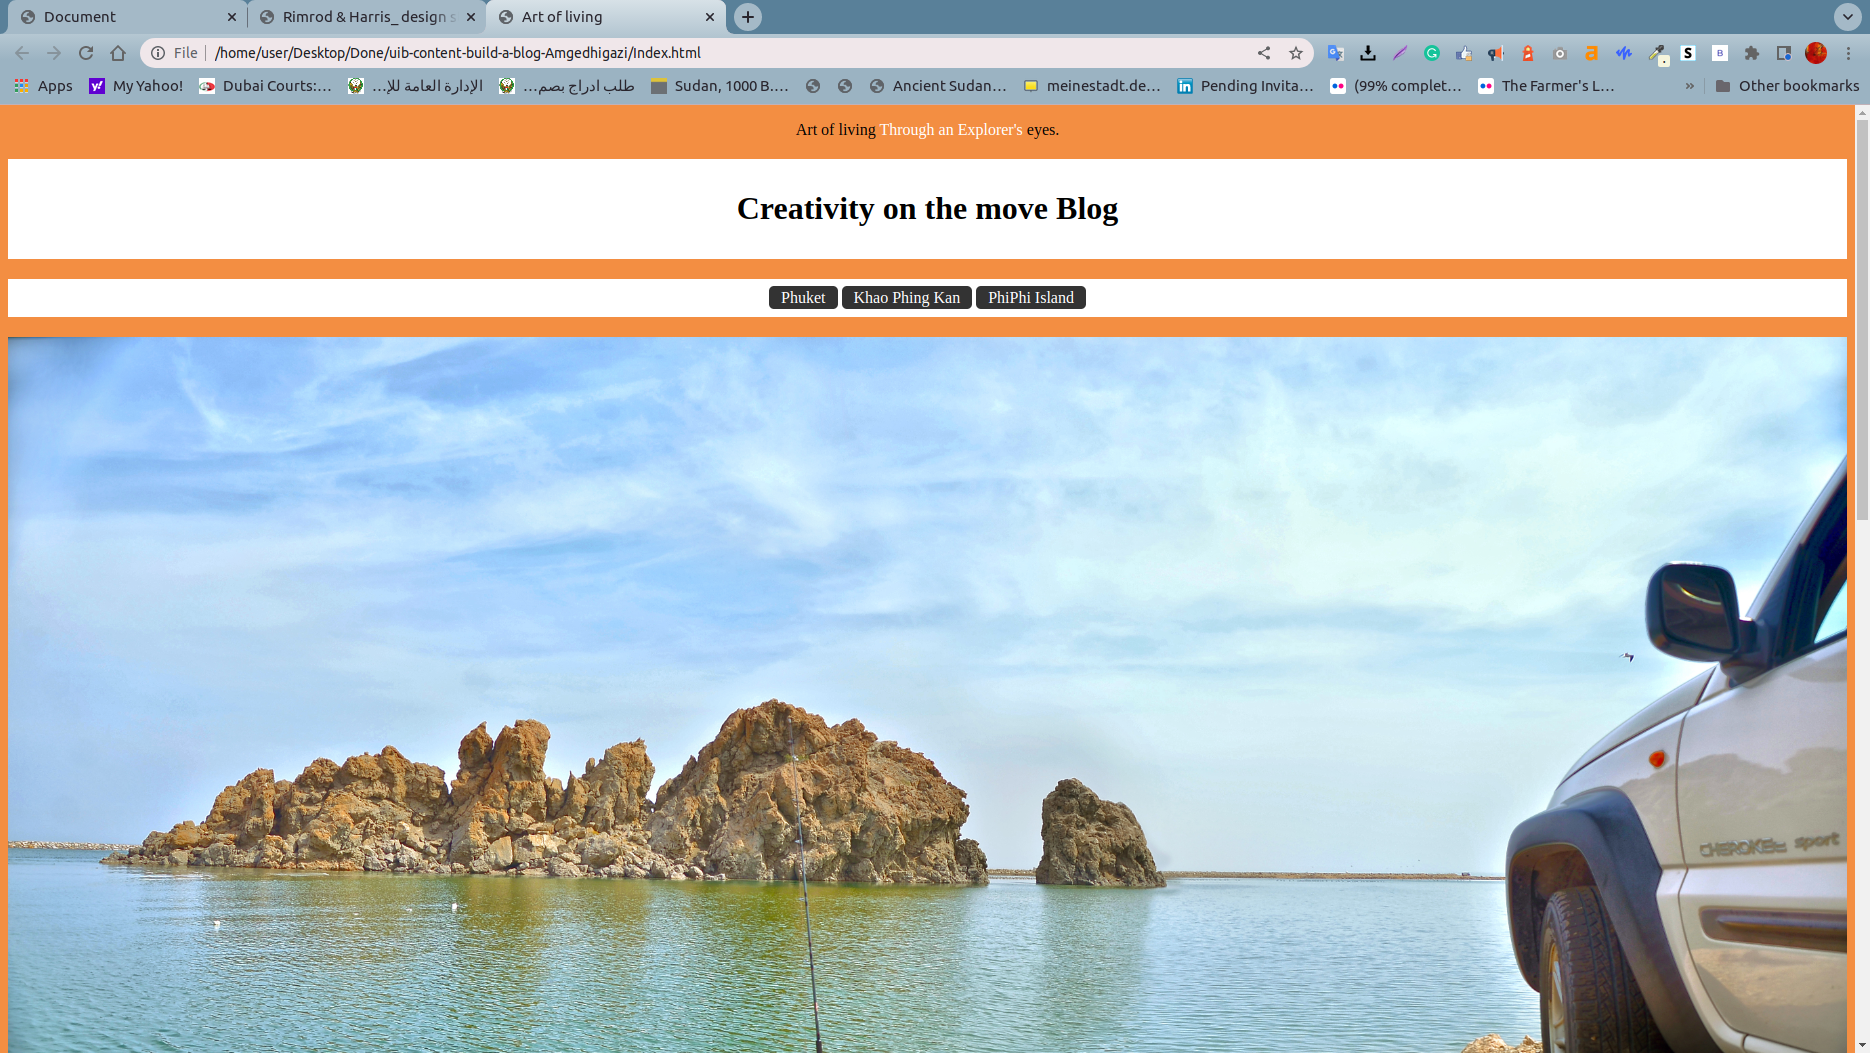 Document
Rimrod & Harris_ design s
Art of living
File
/home/user/Desktop/Done/uib-content-build-a-blog-Amgedhigazi/Index.html
Apps
My Yahoo!
Dubai Courts:…
الإدارة العامة للإ…
طلب ادراج بصم…
Sudan, 1000 B.…
Ancient Sudan…
meinestadt.de…
Pending Invita…
(99% complet…
The Farmer's L…
»
Other bookmarks
Art of living Through an Explorer's eyes.
Creativity on the move Blog
Phuket
Khao Phing Kan
PhiPhi Island
CHEROKEE sport